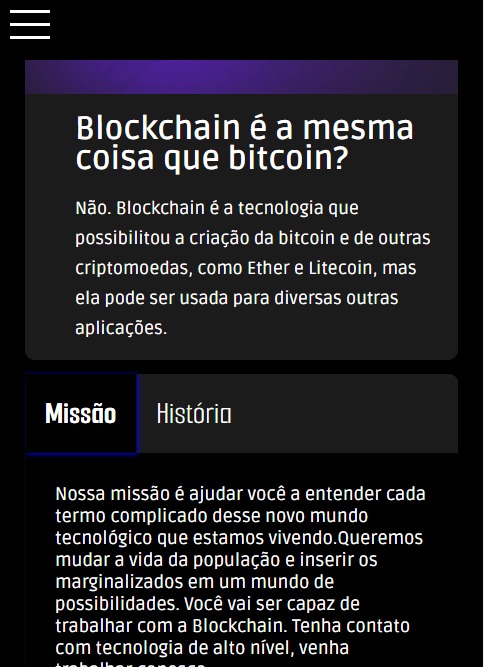 Blockchain é a mesma
coisa que bitcoin?
Não. Blockchain é a tecnologia que
possibilitou a criação da bitcoin e de outras
criptomoedas, como Ether e Litecoin, mas
ela pode ser usada para diversas outras
aplicações.
Missão História
Nossa missão é ajudar você a entender cada
termo complicado desse novo mundo
tecnológico que estamos vivendo.Queremos
mudar a vida da população e inserir os
marginalizados em um mundo de
possibilidades. Você vai ser capaz de
trabalhar com a Blockchain. Tenha contato
com tecnologia de alto nível, venha